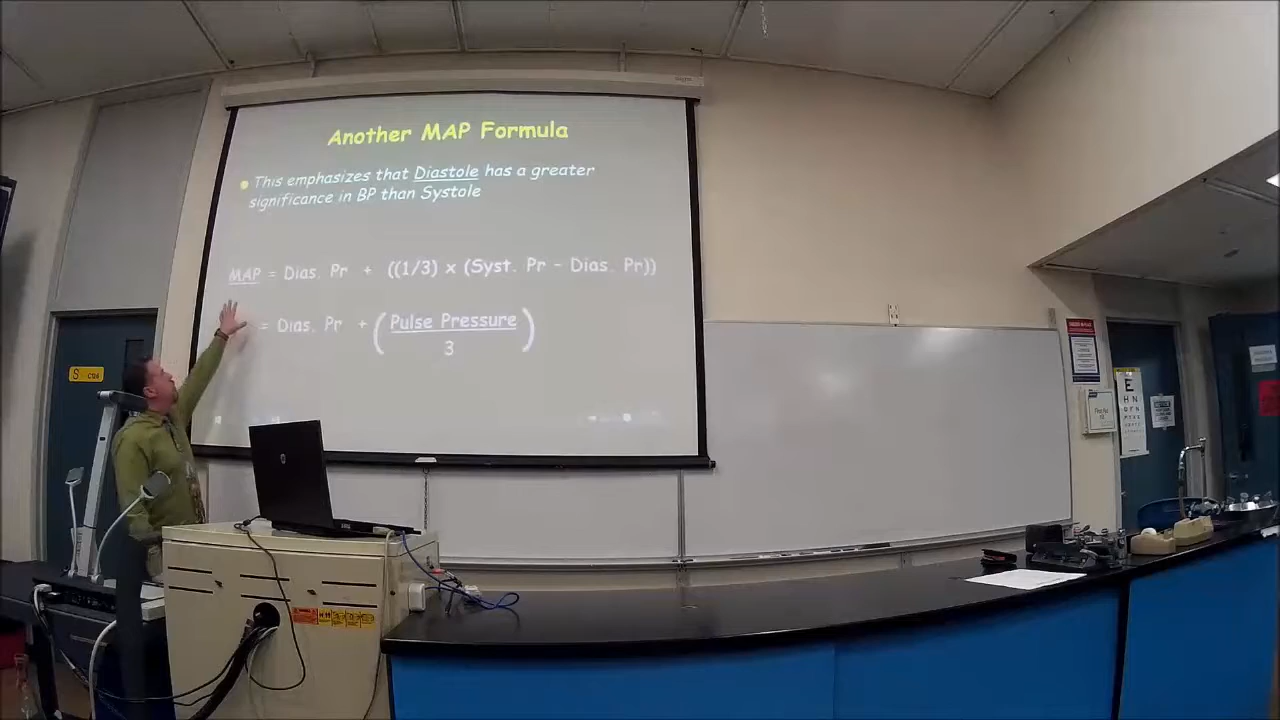 Another MAP Formula
This emphasizes that Diastole has a greater
significance in BP than Systole
MAP = Dias. Pr + ((1/3) x (Syst. Pr - Dias. Pr))
= Dias. Pr + (Pulse Pressure
3)
S C06
E
H N
D F N